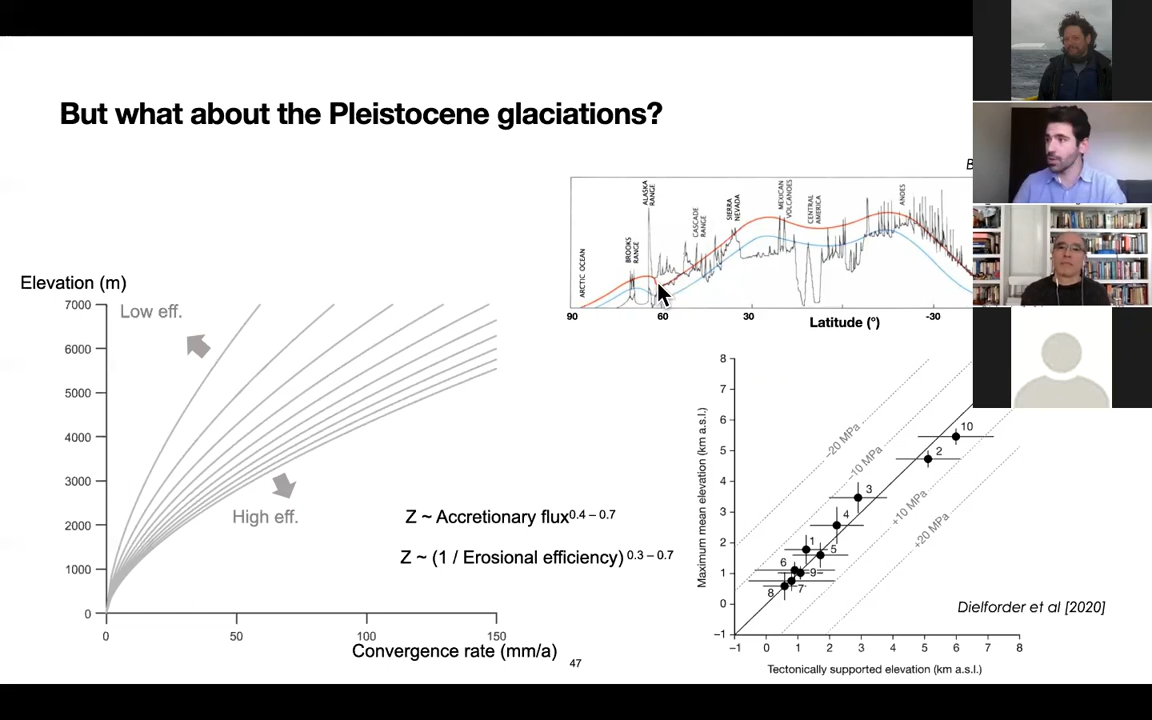 But what about the Pleistocene glaciations?
B
ARCTIC OCEAN
BROOKS
RANGE
ALASKA
RANGE
CASCADE
RANGE
SIERRA
NEVADA
MEXICAN
VOLCANOES
CENTRAL
AMERICA
ANDES
90
60
30
-30
Latitude (°)
Elevation (m)
7000
6000
5000
4000
3000
2000
1000
0
Low eff.
High eff.
0
50
100
150
Convergence rate (mm/a)
Z ~ Accretionary flux0.4 – 0.7
Z ~ (1 / Erosional efficiency) 0.3 – 0.7
47
Maximum mean elevation (km a.s.l.)
8
7
6
5
4
3
2
1
0
−1
−20 MPa
−10 MPa
+10 MPa
+20 MPa
10
2
3
4
1
5
6
9
7
8
−1
0
1
2
3
4
5
6
7
8
Tectonically supported elevation (km a.s.l.)
Dielforder et al [2020]